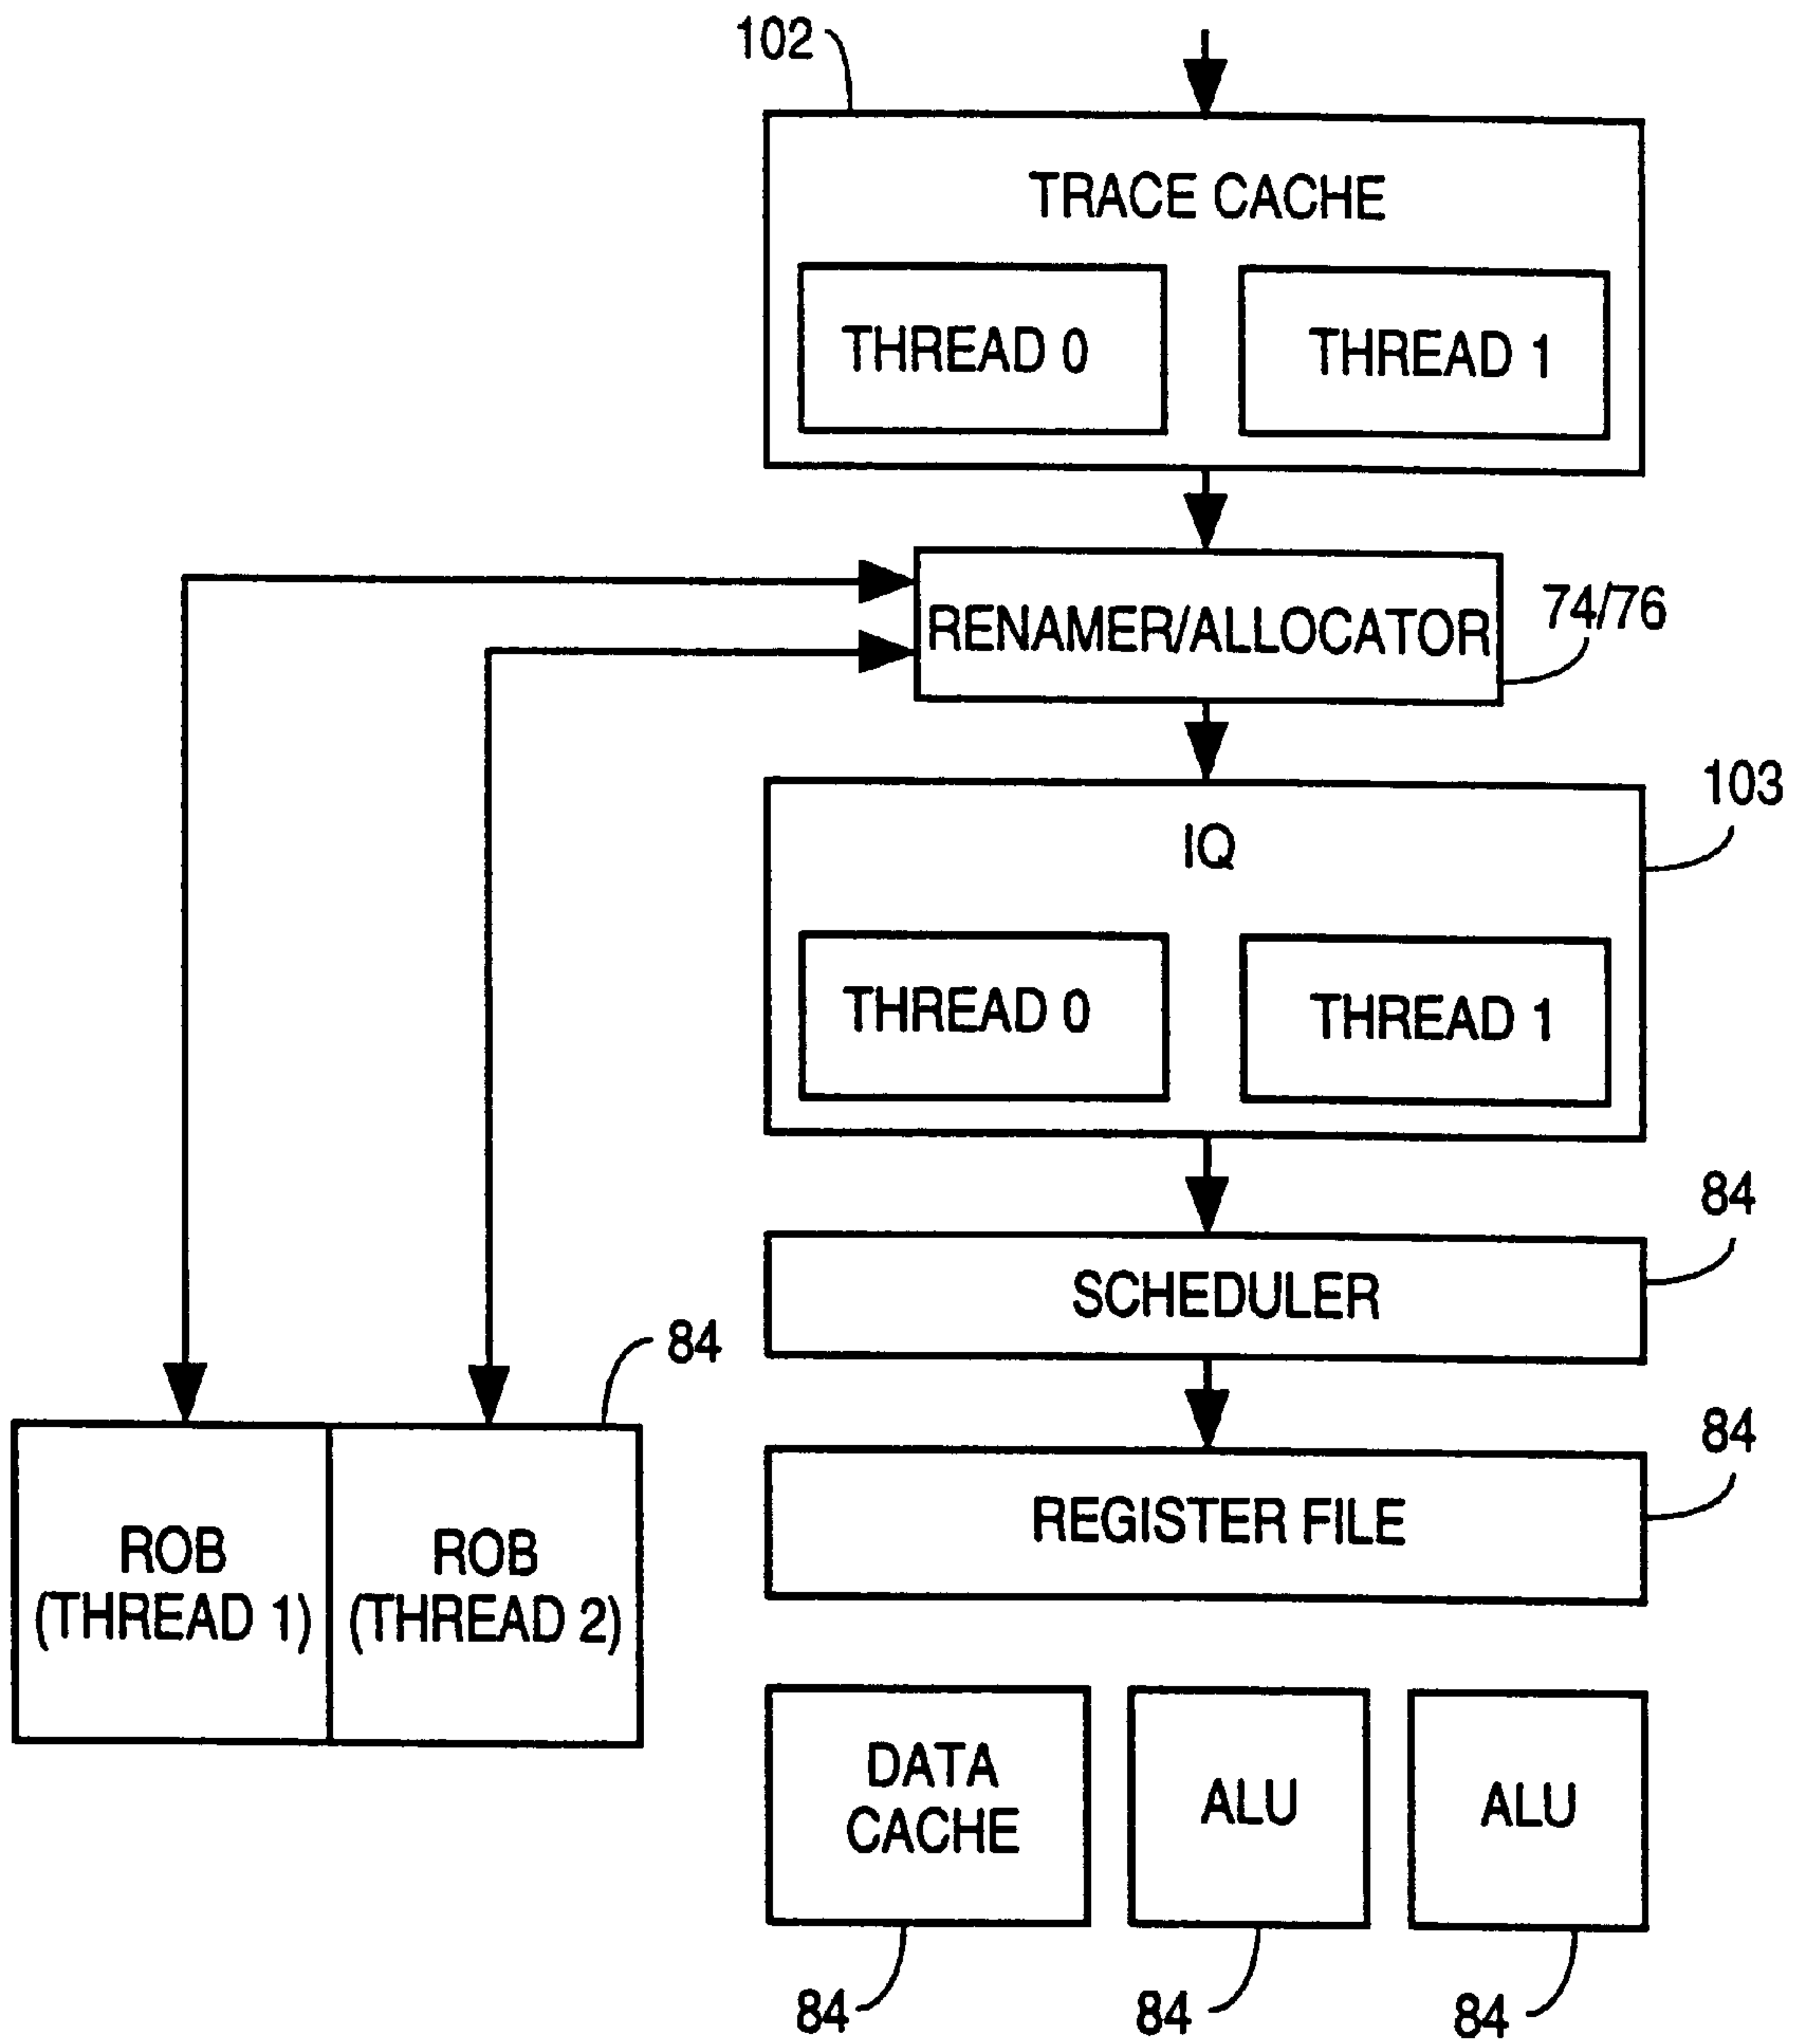 102
TRACE CACHE
THREAD 0
THREAD 1
RENAMER/ALLOCATOR
74/76
103
IQ
THREAD 0
THREAD 1
84
SCHEDULER
84
84
REGISTER FILE
ROB
(THREAD 1)
ROB
(THREAD 2)
DATA
CACHE
ALU
ALU
84
84
84